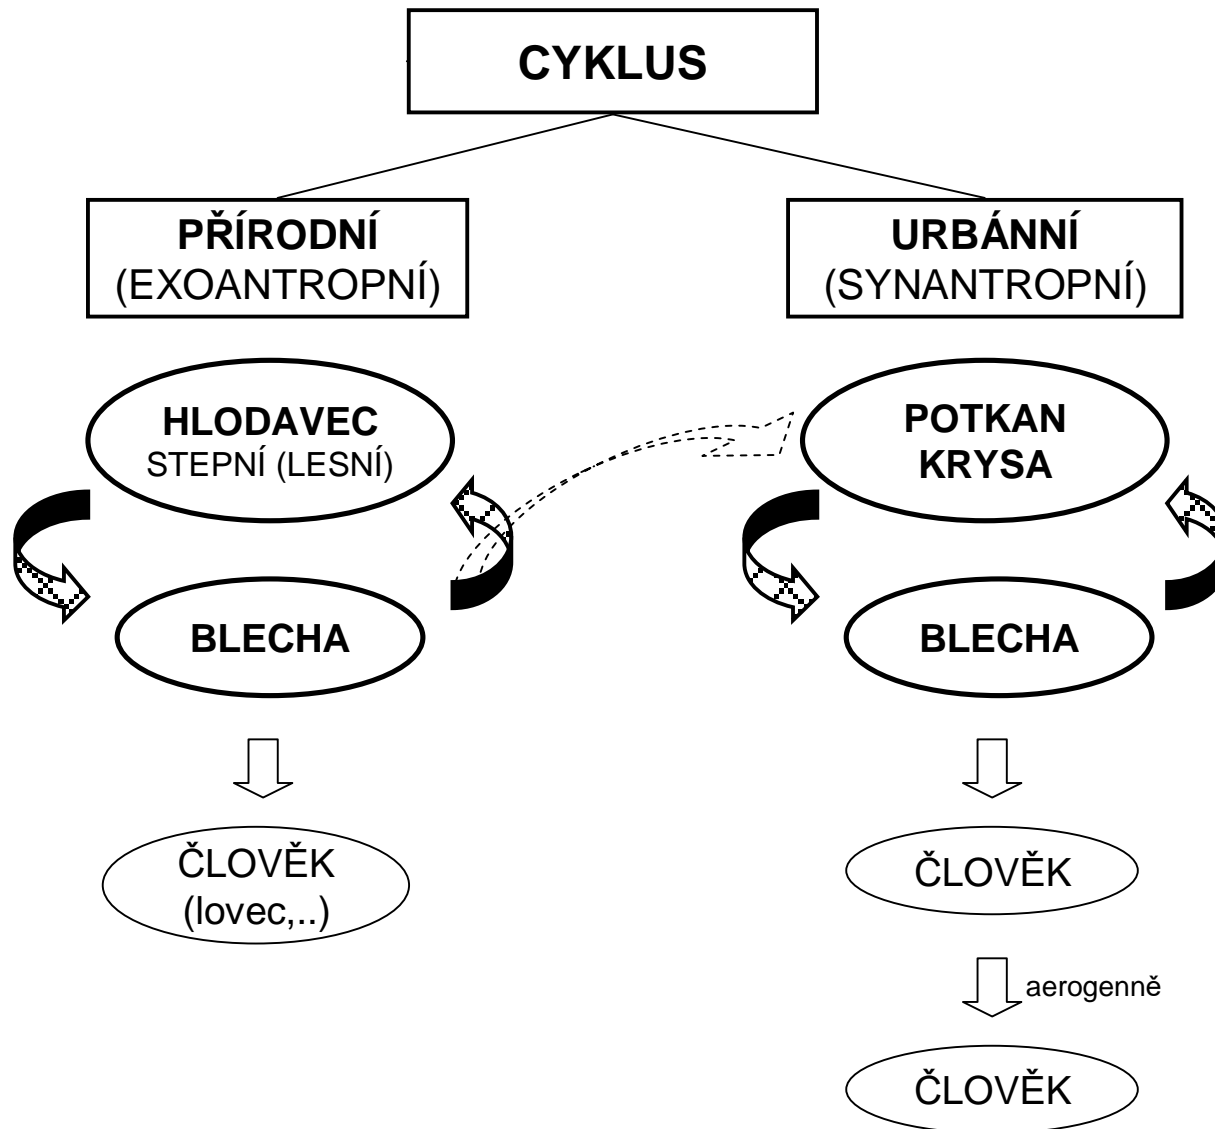 CYKLUS
PŘÍRODNÍ
(EXOANTROPNÍ)
HLODAVEC
STEPNÍ (LESNÍ)
BLECHA
ČLOVĚK
(lovec,..)
URBÁNNÍ
(SYNANTROPNÍ)
POTKAN
KRYSA
BLECHA
ČLOVĚK
aerogenně
ČLOVĚK